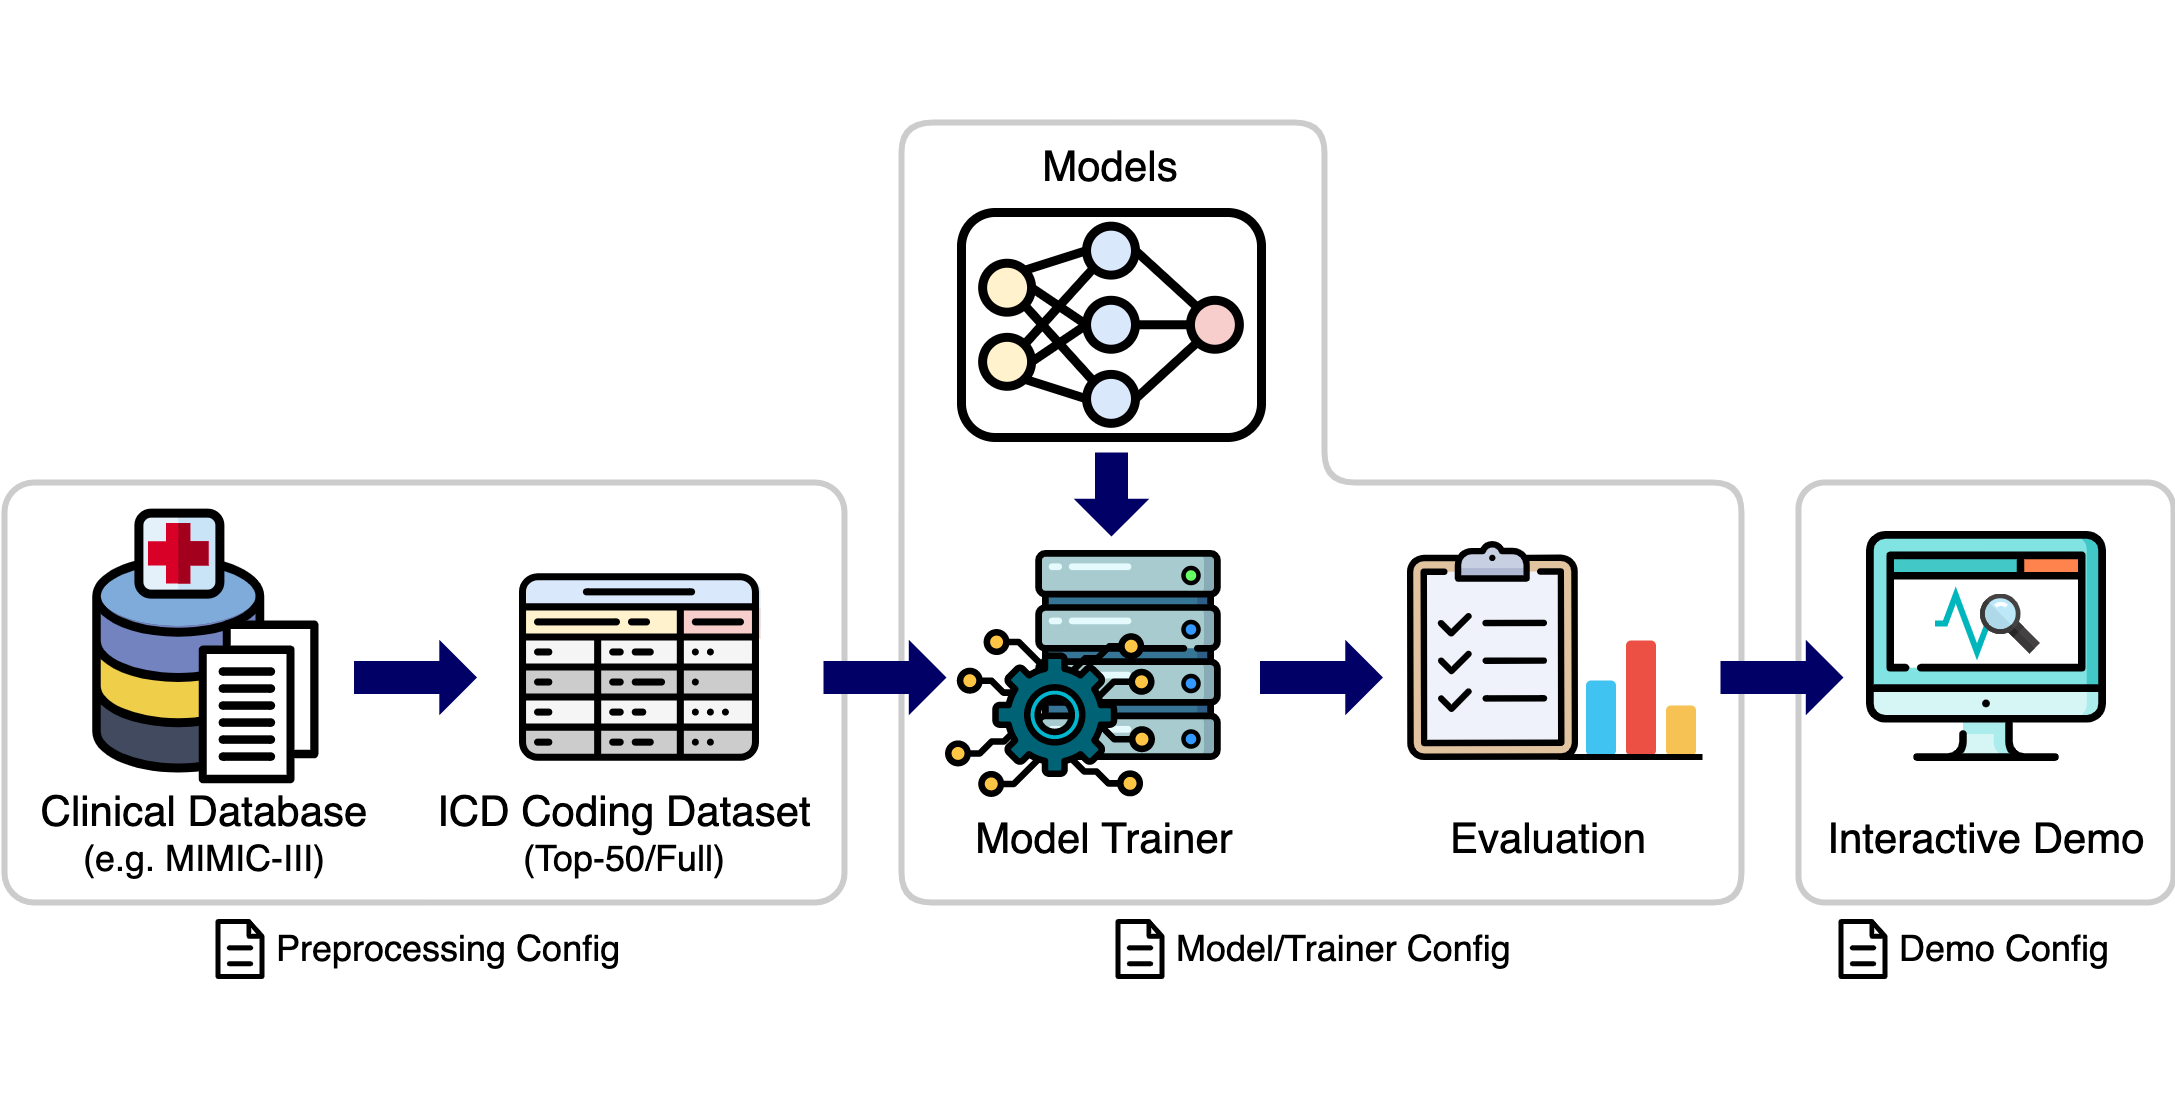 Models
Clinical Database
(e.g. MIMIC-III)
ICD Coding Dataset
(Top-50/Full)
Model Trainer
Evaluation
Interactive Demo
Preprocessing Config
Model/Trainer Config
Demo Config